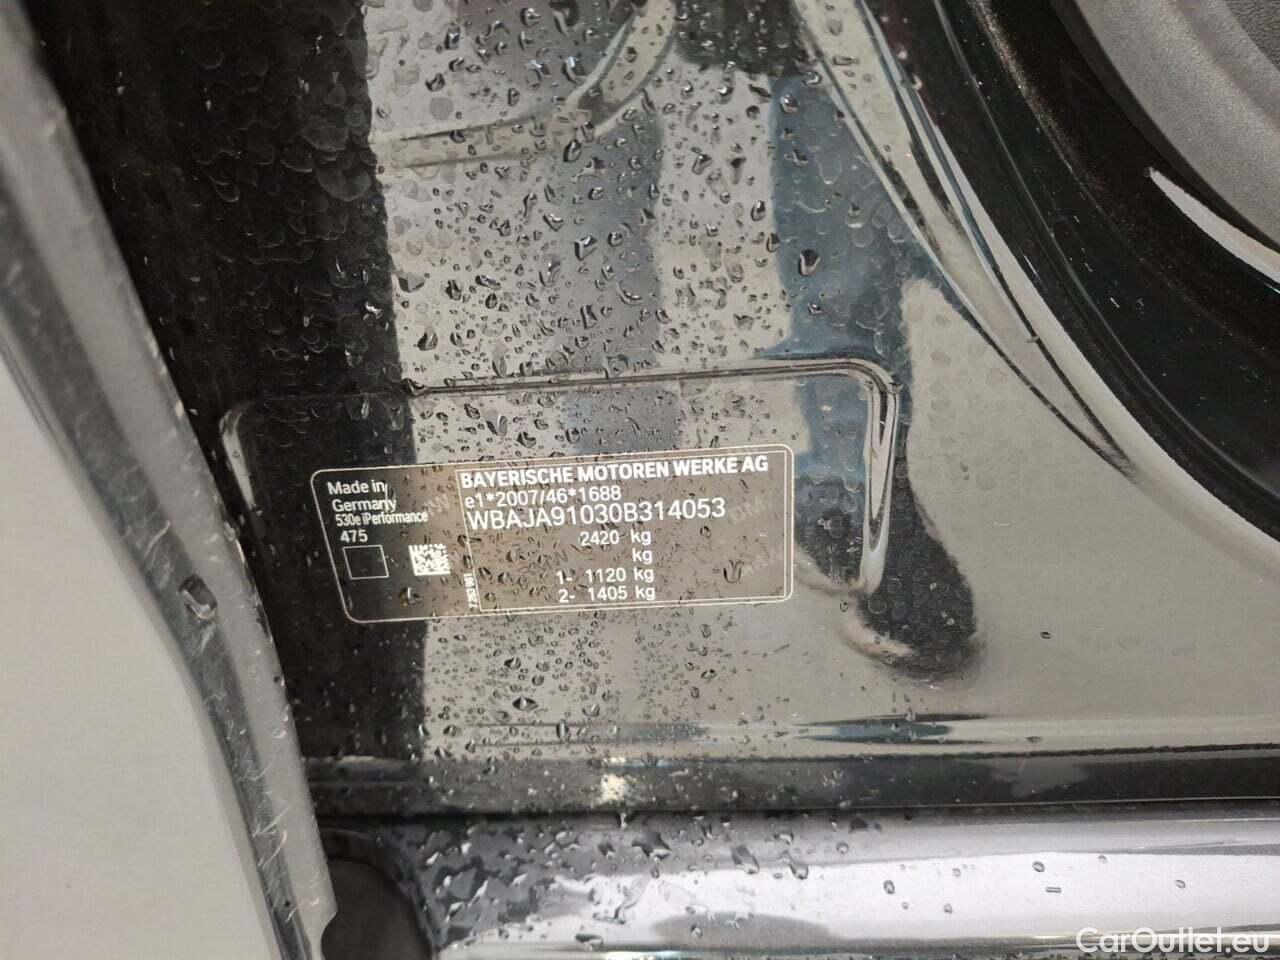 BAYERISCHE MOTOREN WERKE AG
e1*2007/46*1688
WBAJA91030B314053
2420 kg
kg
1- 1120 kg
2- 1405 kg
Made in
Germany
530e iPerformance
475
CarOutlet.eu